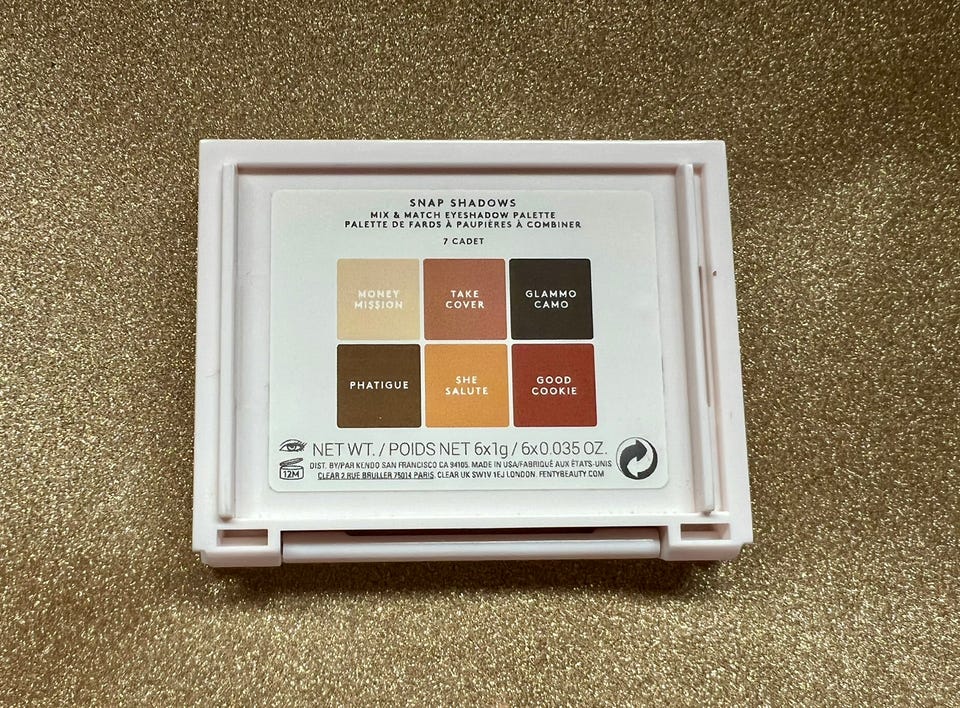 SNAP SHADOWS
MIX & MATCH EYESHADOW PALETTE
PALETTE DE FARDS À PAUPIÈRES À COMBINER
7 CADET
MONEY
MISSION
TAKE
COVER
GLAMMO
CAMO
PHATIGUE
SHE
SALUTE
GOOD
COOKIE
NET WT. / POIDS NET 6x1g / 6x0.035 OZ.
12M
DIST. BY/PAR KENDO SAN FRANCISCO CA 94105. MADE IN USA/FABRIQUÉ AUX ÉTATS-UNIS
CLEAR 2 RUE BRULLER 75014 PARIS. CLEAR UK SW1V 1EJ LONDON. FENTYBEAUTY.COM